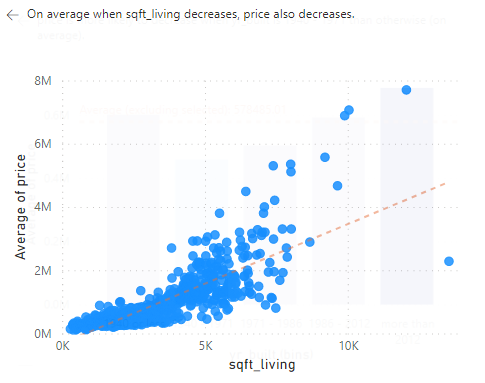 On average when sqft_living decreases, price also decreases.
8M
6M
4M
2M
0M
Average of price
0K
5K
10K
sqft_living